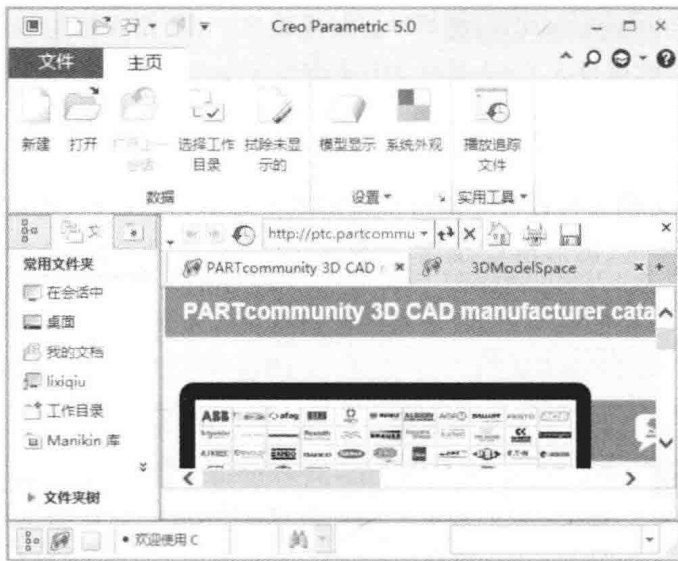 Creo Parametric 5.0
文件 主页
新建 打开 选择工作目录 拭除未显示的 模型显示 系统外观 播放追踪文件
数据 设置 实用工具
http://ptc.partcommu
常用文件夹
PARTcommunity 3D CAD 3DModelSpace
在会话中
桌面
PARTcommunity 3D CAD manufacturer cata
我的文档
lixiqiu
工作目录
Manikin 库
ABB afag
文件夹树
欢迎使用 C